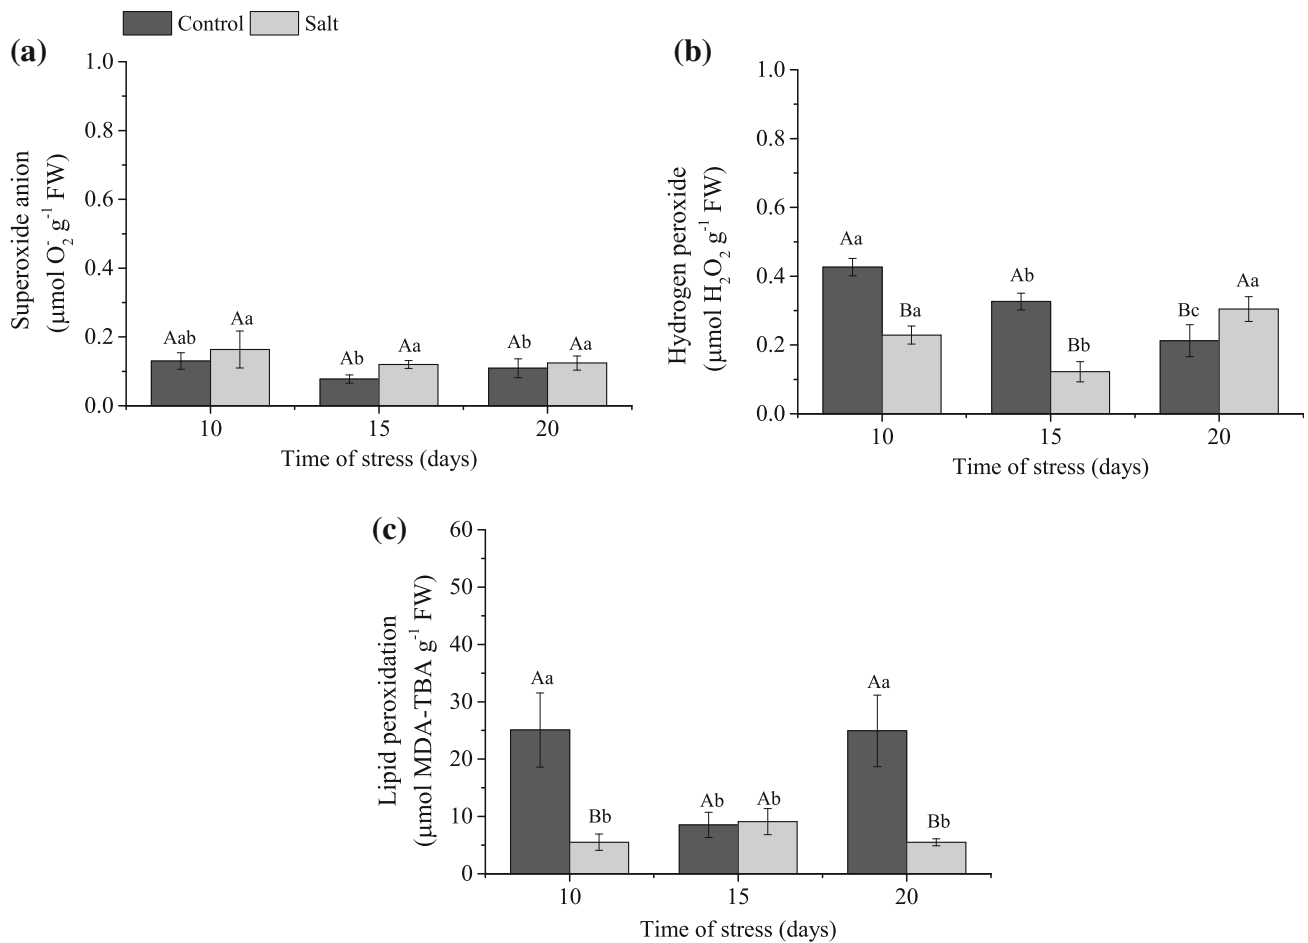 Control Salt
(a)
1.0
0.8
0.6
0.4
0.2
0.0
Superoxide anion
(µmol O₂⁻ g⁻¹ FW)
Aab Aa Ab Aa Ab Aa
10 15 20
Time of stress (days)
(b)
1.0
0.8
0.6
0.4
0.2
0.0
Hydrogen peroxide
(µmol H₂O₂ g⁻¹ FW)
Aa Ba Ab Bb Bc Aa
10 15 20
Time of stress (days)
(c)
60
50
40
30
20
10
0
Lipid peroxidation
(µmol MDA-TBA g⁻¹ FW)
Aa Bb Ab Ab Aa Bb
10 15 20
Time of stress (days)